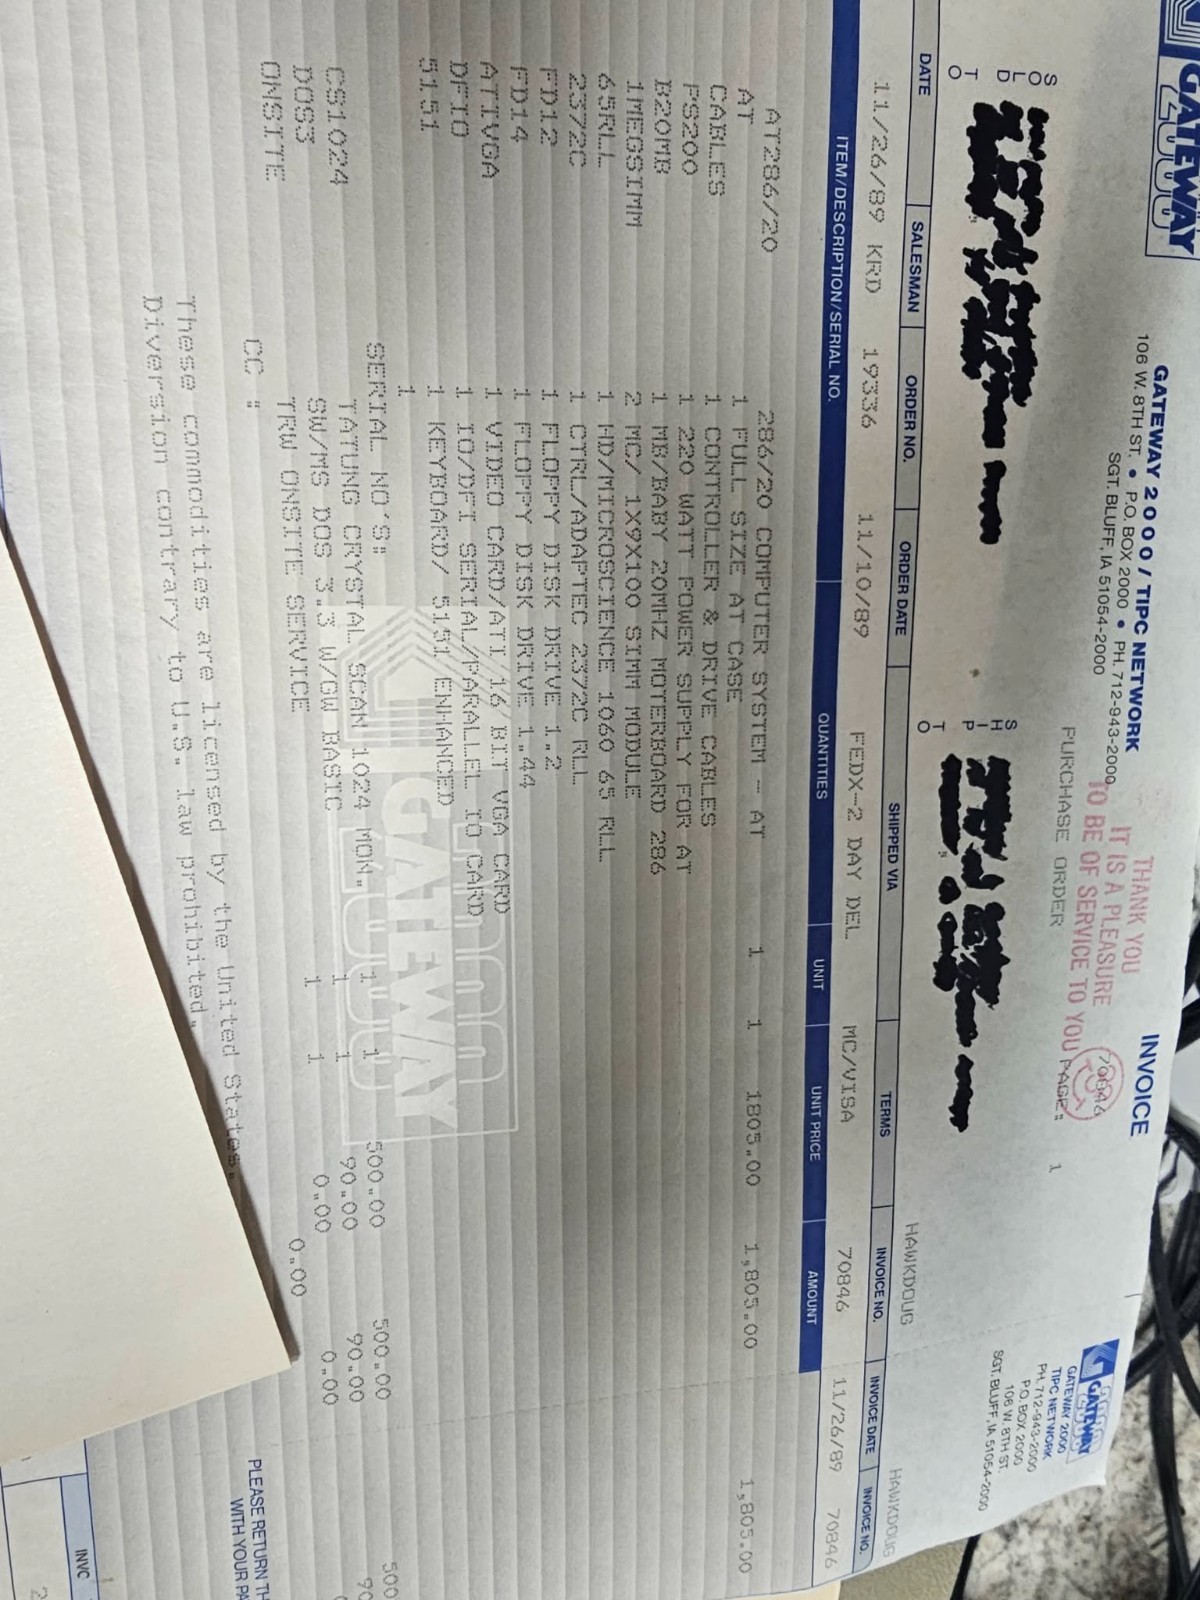 GATEWAY
2000
GATEWAY 2000/TIPC NETWORK
106 W. 8TH ST. • P.O. BOX 2000 • PH. 712-943-2000
SGT. BLUFF, IA 51054-2000
INVOICE
THANK YOU
IT IS A PLEASURE
TO BE OF SERVICE TO YOU
70846
PURCHASE ORDER
PAGE: 1
GATEWAY
2000
GATEWAY 2000
TIPC NETWORK
PH. 712-943-2000
P.O. BOX 2000
106 W. 8TH ST.
SGT. BLUFF, IA 51054-2000
SOLD TO
SHIP TO
HAWKDOUG
HAWKDOUG
DATE SALESMAN ORDER NO. ORDER DATE SHIPPED VIA TERMS INVOICE NO. INVOICE DATE INVOICE NO.
11/26/89 KRD 19336 11/10/89 FEDX-2 DAY DEL MC/VISA 70846 11/26/89 70846
ITEM/DESCRIPTION/SERIAL NO. QUANTITIES UNIT UNIT PRICE AMOUNT
AT286/20 286/20 COMPUTER SYSTEM - AT 1 1 1805.00 1,805.00 1,805.00
AT 1 FULL SIZE AT CASE
CABLES 1 CONTROLLER & DRIVE CABLES
PS200 1 220 WATT POWER SUPPLY FOR AT
B20MB 1 MB/BABY 20MHZ MOTERBOARD 286
1MEGSIMM 2 MC/ 1X9X100 SIMM MODULE
65RLL 1 HD/MICROSCIENCE 1060 65 RLL
2372C 1 CTRL/ADAPTEC 2372C RLL
FD12 1 FLOPPY DISK DRIVE 1.2
FD14 1 FLOPPY DISK DRIVE 1.44
ATIVGA 1 VIDEO CARD/ATI 16 BIT VGA CARD
DFIO 1 IO/DFI SERIAL/PARALLEL IO CARD
5151 1 KEYBOARD/ 5151 ENHANCED
1
SERIAL NO'S:
CS1024 TATUNG CRYSTAL SCAN 1024 MON. 1 1 500.00 500.00 500
DOS3 SW/MS DOS 3.3 W/GW BASIC 1 1 90.00 90.00 90
ONSITE TRW ONSITE SERVICE 1 1 0.00 0.00
CC : 0.00
These commodities are licensed by the United States.
Diversion contrary to U.S. law prohibited.
GATEWAY
2000
PLEASE RETURN TH
WITH YOUR PA
INVC
2